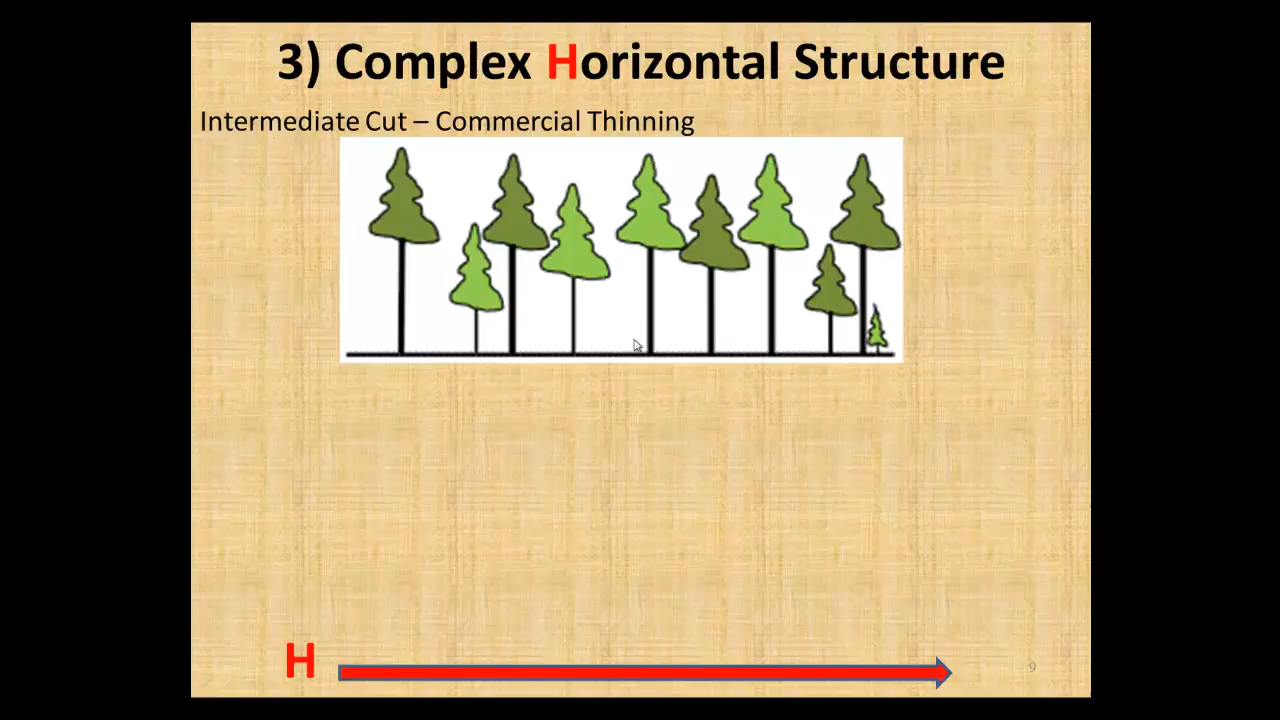 3) Complex Horizontal Structure
Intermediate Cut – Commercial Thinning
H
9